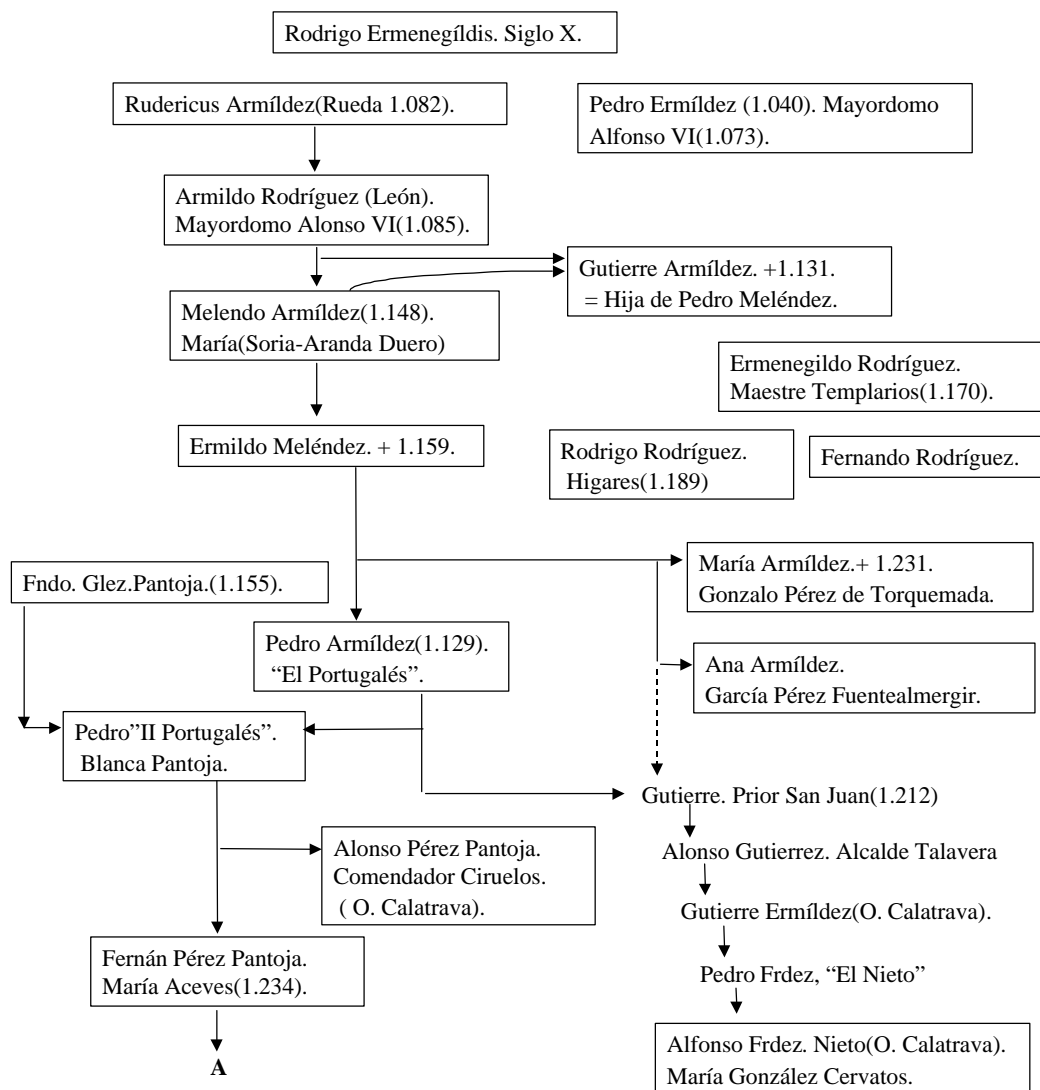 Rodrigo Ermenegíldis. Siglo X.
Rudericus Armíldez(Rueda 1.082).
Pedro Ermíldez (1.040). Mayordomo
Alfonso VI(1.073).
Armildo Rodríguez (León).
Mayordomo Alonso VI(1.085).
Gutierre Armíldez. +1.131.
= Hija de Pedro Meléndez.
Melendo Armíldez(1.148).
María(Soria-Aranda Duero)
Ermenegildo Rodríguez.
Maestre Templarios(1.170).
Ermildo Meléndez. + 1.159.
Rodrigo Rodríguez.
Higares(1.189)
Fernando Rodríguez.
María Armíldez.+ 1.231.
Gonzalo Pérez de Torquemada.
Fndo. Glez.Pantoja.(1.155).
Pedro Armíldez(1.129).
“El Portugalés”.
Ana Armíldez.
García Pérez Fuentealmergir.
Pedro”II Portugalés”.
Blanca Pantoja.
Gutierre. Prior San Juan(1.212)
Alonso Pérez Pantoja.
Comendador Ciruelos.
( O. Calatrava).
Alonso Gutierrez. Alcalde Talavera
Gutierre Ermíldez(O. Calatrava).
Fernán Pérez Pantoja.
María Aceves(1.234).
Pedro Frdez, “El Nieto”
Alfonso Frdez. Nieto(O. Calatrava).
María González Cervatos.
A